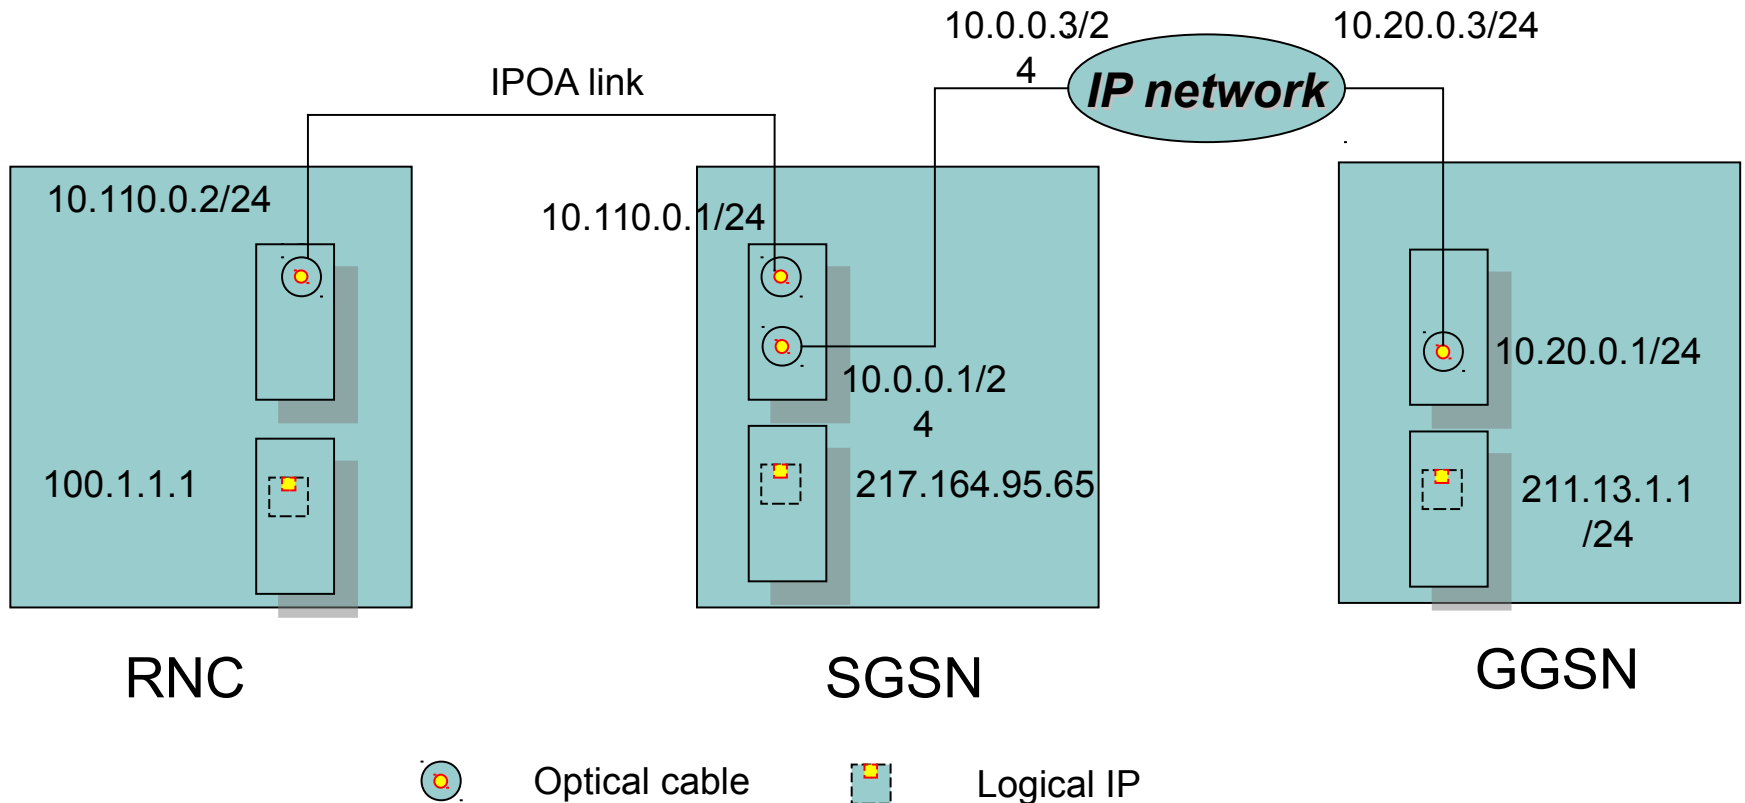 10.0.0.3/2
4
10.20.0.3/24
IP network
IPOA link
10.110.0.2/24
10.110.0.1/24
10.0.0.1/2
4
10.20.0.1/24
100.1.1.1
217.164.95.65
211.13.1.1
/24
RNC
SGSN
GGSN
Optical cable
Logical IP